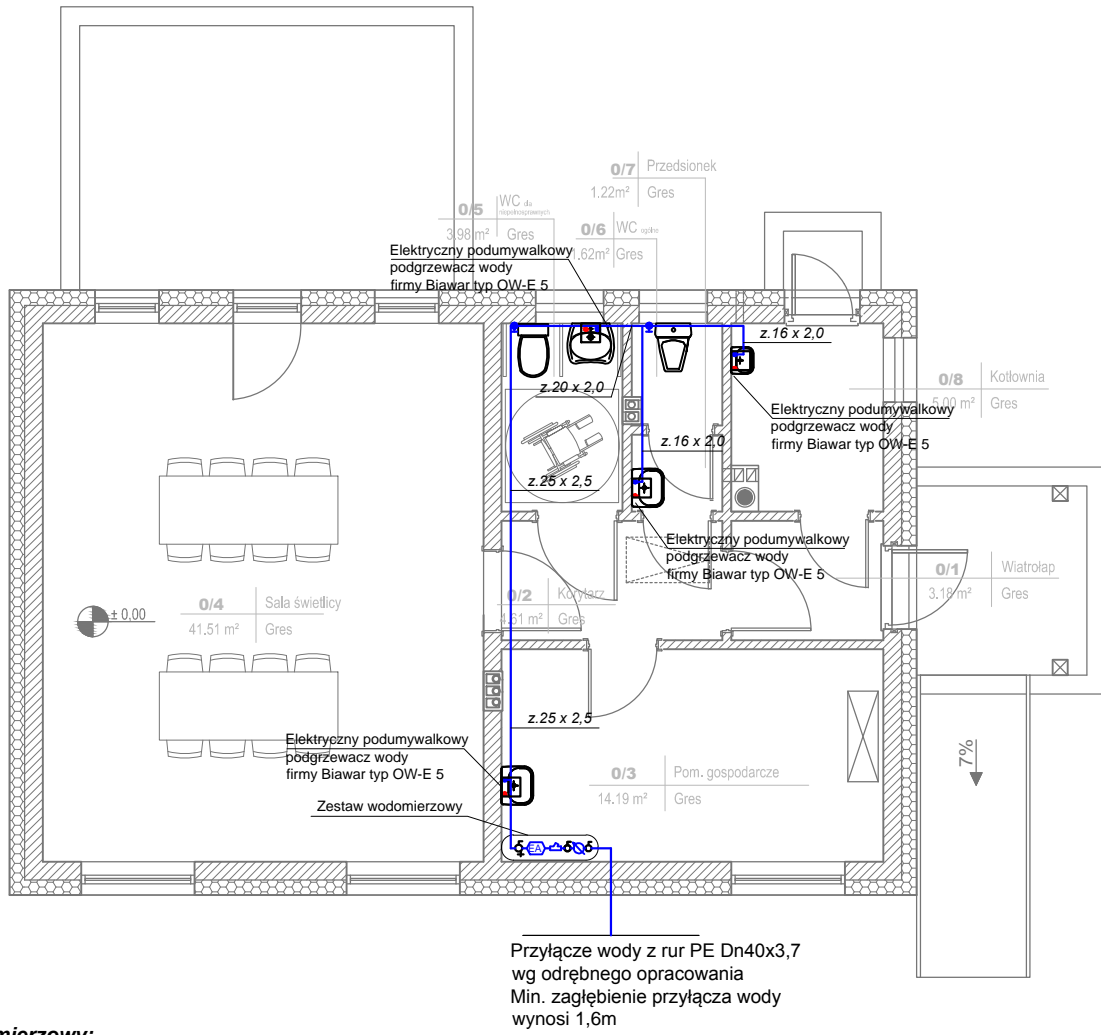 0/7 Przedsionek
1.22m² Gres
0/5 WC dla
niepełnosprawnych
3.98 m² Gres
0/6 WC ogólne
1.62m² Gres
Elektryczny podumywalkowy
podgrzewacz wody
firmy Biawar typ OW-E 5
z.16 x 2,0
z.20 x 2,0
0/8 Kotłownia
5.00 m² Gres
Elektryczny podumywalkowy
podgrzewacz wody
firmy Biawar typ OW-E 5
z.16 x 2,0
z.25 x 2,5
Elektryczny podumywalkowy
podgrzewacz wody
firmy Biawar typ OW-E 5
0/1 Wiatrołap
3.18 m² Gres
0/2 Korytarz
4.61 m² Gres
0/4 Sala świetlicy
41.51 m² Gres
± 0,00
z.25 x 2,5
Elektryczny podumywalkowy
podgrzewacz wody
firmy Biawar typ OW-E 5
0/3 Pom. gospodarcze
14.19 m² Gres
7%
Zestaw wodomierzowy
EA
Przyłącze wody z rur PE Dn40x3,7
wg odrębnego opracowania
Min. zagłębienie przyłącza wody
wynosi 1,6m